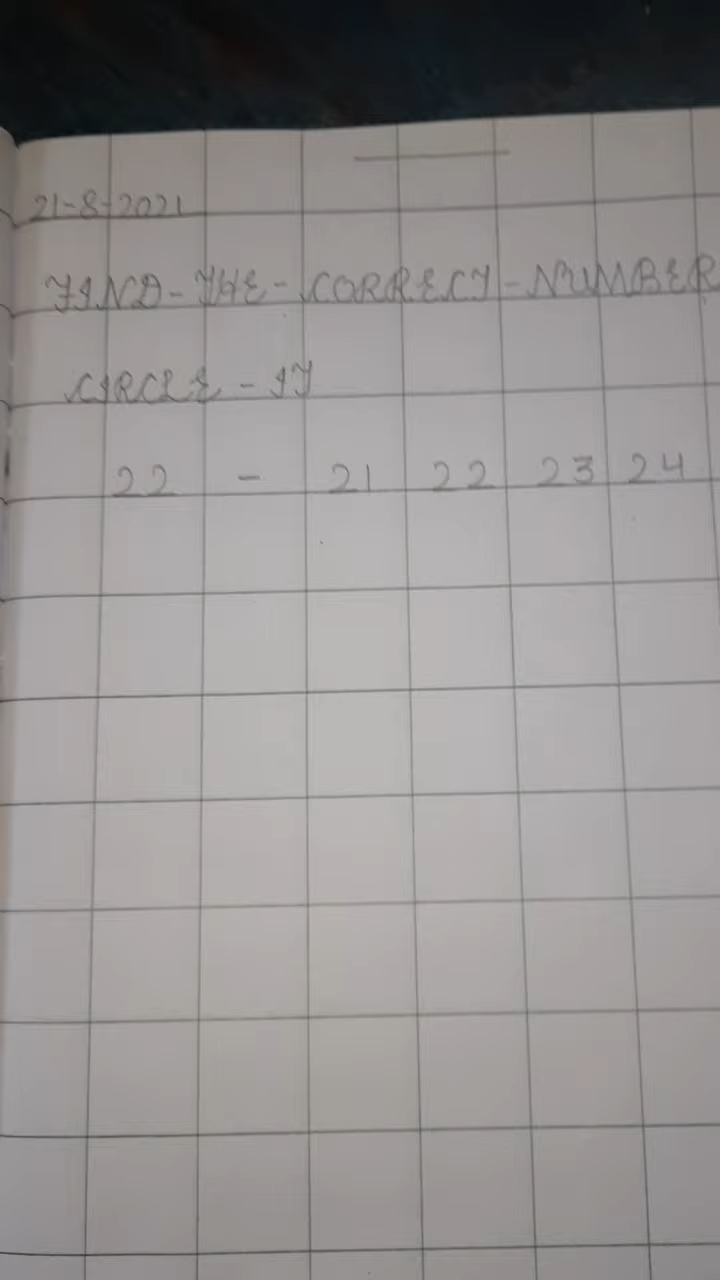 21-8-2021
FIND - THE - CORRECT - NUMBER
CIRCLE - IT
22 - 21 22 23 24